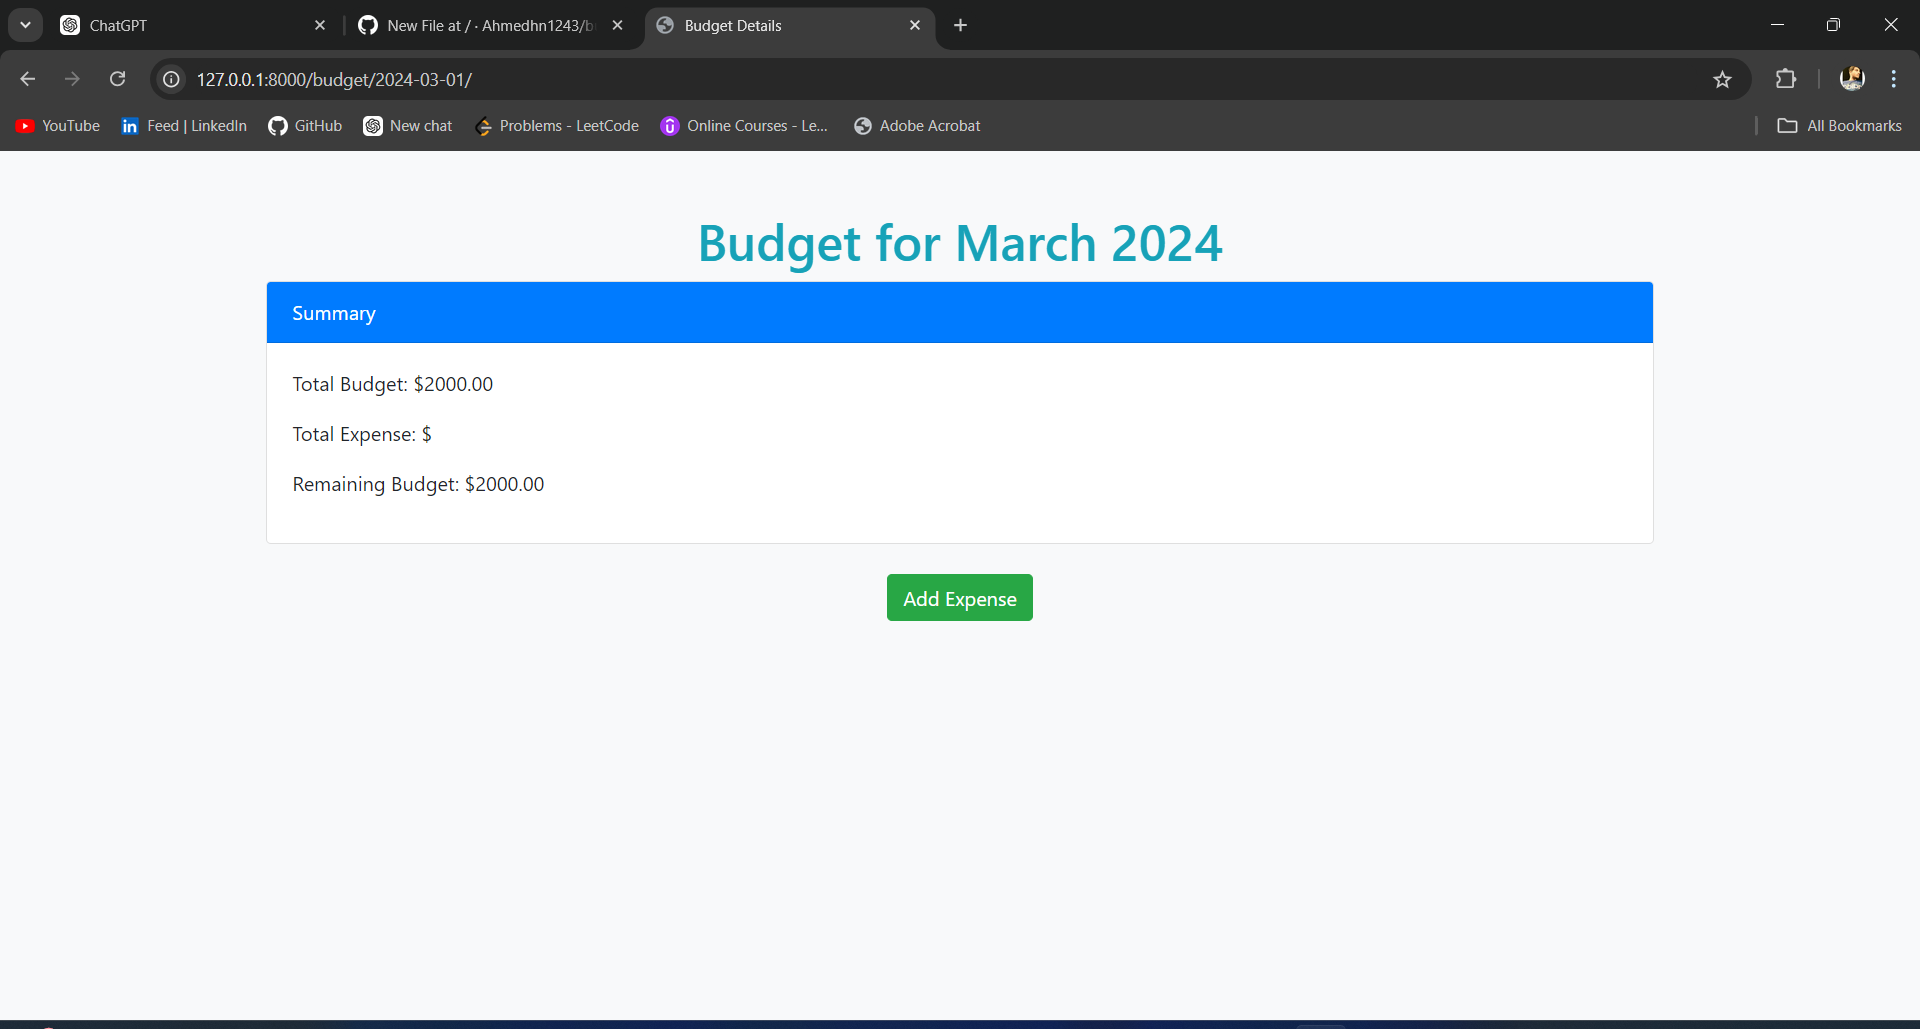 ChatGPT
New File at / · Ahmedhn1243/b
Budget Details
127.0.0.1:8000/budget/2024-03-01/
YouTube
in Feed | LinkedIn
GitHub
New chat
Problems - LeetCode
Online Courses - Le...
Adobe Acrobat
All Bookmarks
Budget for March 2024
Summary
Total Budget: $2000.00
Total Expense: $
Remaining Budget: $2000.00
Add Expense